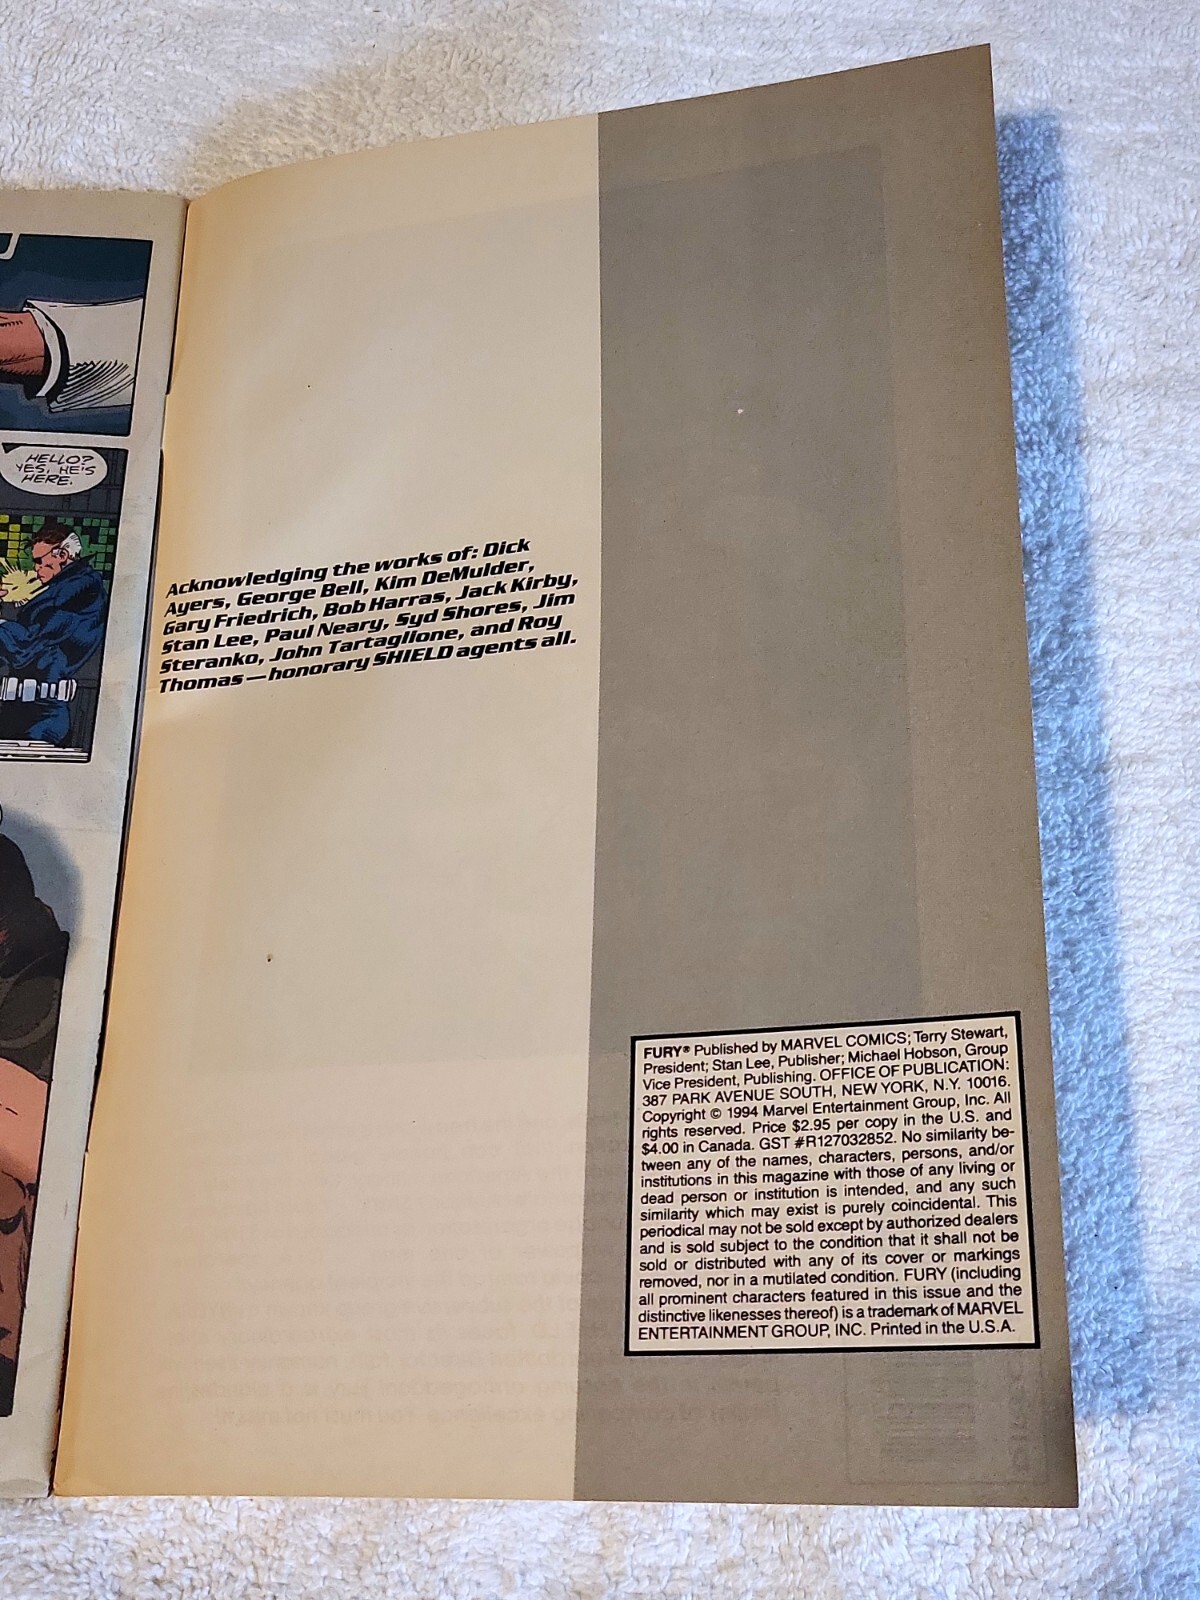 HELLO?
YES, HE'S
HERE.
Acknowledging the works of: Dick
Ayers, George Bell, Kim DeMulder,
Gary Friedrich, Bob Harras, Jack Kirby,
Stan Lee, Paul Neary, Syd Shores, Jim
Steranko, John Tartaglione, and Roy
Thomas — honorary SHIELD agents all.
FURY® Published by MARVEL COMICS; Terry Stewart,
President; Stan Lee, Publisher; Michael Hobson, Group
Vice President, Publishing. OFFICE OF PUBLICATION:
387 PARK AVENUE SOUTH, NEW YORK, N.Y. 10016.
Copyright © 1994 Marvel Entertainment Group, Inc. All
rights reserved. Price $2.95 per copy in the U.S. and
$4.00 in Canada. GST #R127032852. No similarity be-
tween any of the names, characters, persons, and/or
institutions in this magazine with those of any living or
dead person or institution is intended, and any such
similarity which may exist is purely coincidental. This
periodical may not be sold except by authorized dealers
and is sold subject to the condition that it shall not be
sold or distributed with any of its cover or markings
removed, nor in a mutilated condition. FURY (including
all prominent characters featured in this issue and the
distinctive likenesses thereof) is a trademark of MARVEL
ENTERTAINMENT GROUP, INC. Printed in the U.S.A.